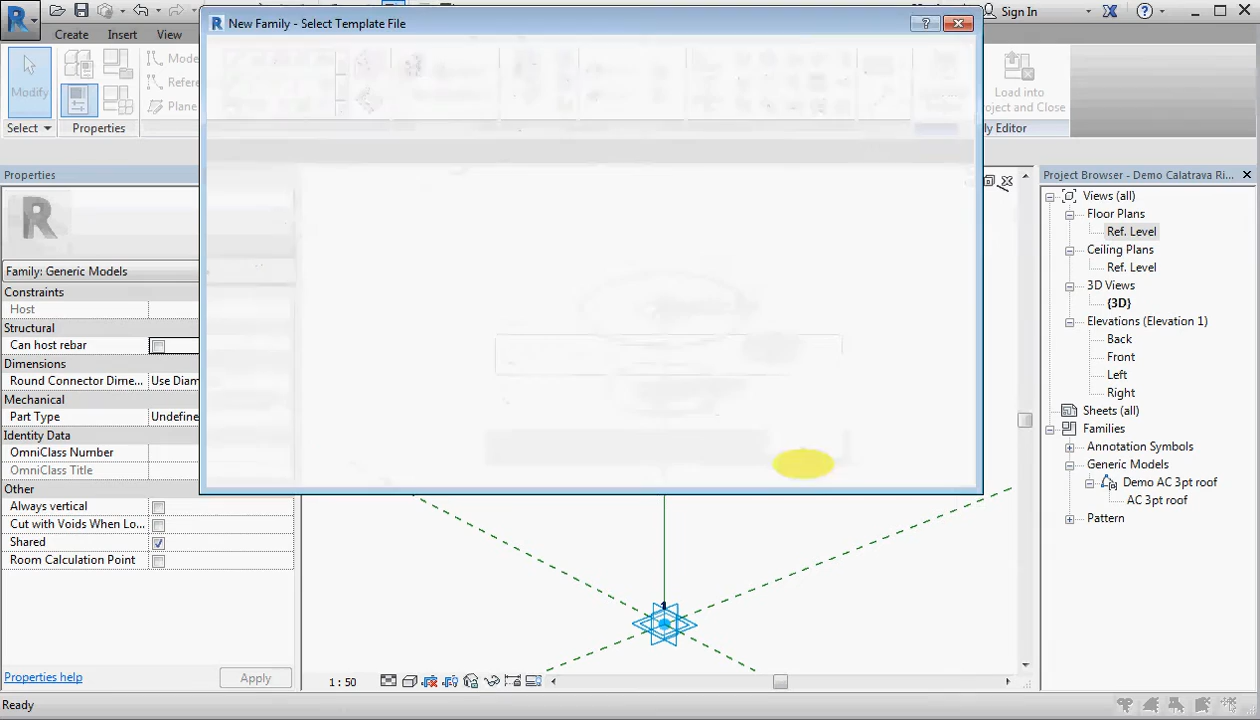 New Family - Select Template File
Sign In
Create Insert View
Modify
Mode
Refere
Plane
Select
Properties
Load into
oject and Close
ly Editor
Properties
Family: Generic Models
Constraints
Host
Structural
Can host rebar
Dimensions
Round Connector Dime... Use Diam
Mechanical
Part Type Undefine
Identity Data
OmniClass Number
OmniClass Title
Other
Always vertical
Cut with Voids When Lo...
Shared
Room Calculation Point
Properties help
Apply
1 : 50
Project Browser - Demo Calatrava Ri...
Views (all)
Floor Plans
Ref. Level
Ceiling Plans
Ref. Level
3D Views
{3D}
Elevations (Elevation 1)
Back
Front
Left
Right
Sheets (all)
Families
Annotation Symbols
Generic Models
Demo AC 3pt roof
AC 3pt roof
Pattern
Ready